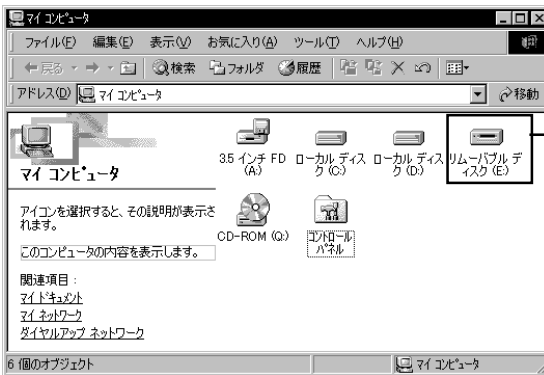 マイ コンピュータ
ファイル(F) 編集(E) 表示(V) お気に入り(A) ツール(T) ヘルプ(H)
戻る 検索 フォルダ 履歴
アドレス(D) マイ コンピュータ 移動
マイ コンピュータ
アイコンを選択すると、その説明が表示さ
れます。
このコンピュータの内容を表示します。
関連項目:
マイ ドキュメント
マイ ネットワーク
ダイヤルアップ ネットワーク
3.5 インチ FD
(A:)
ローカル ディス
ク (C:)
ローカル ディス
ク (D:)
リムーバブル デ
ィスク (E:)
CD-ROM (Q:)
コントロール
パネル
6 個のオブジェクト
マイ コンピュータ